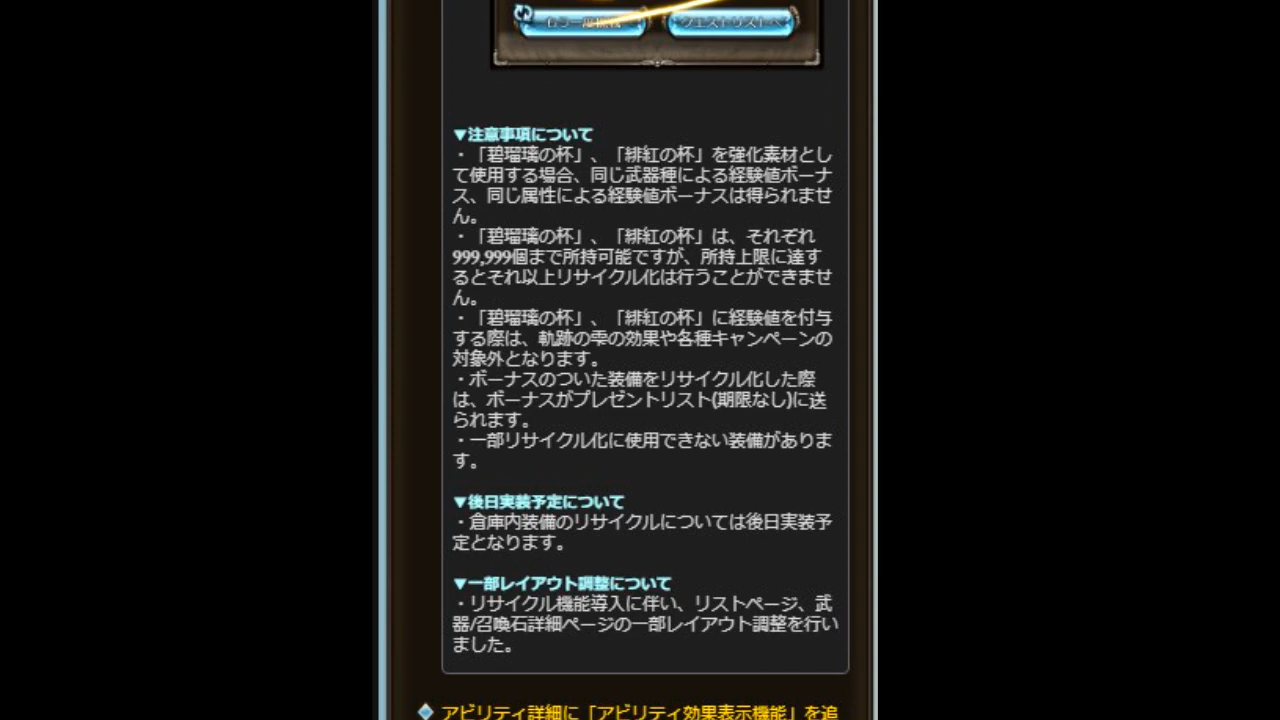 もう一度挑戦
クエストリストへ
▼注意事項について
・「碧瑠璃の杯」、「緋紅の杯」を強化素材とし
て使用する場合、同じ武器種による経験値ボーナ
ス、同じ属性による経験値ボーナスは得られませ
ん。
・「碧瑠璃の杯」、「緋紅の杯」は、それぞれ
999,999個まで所持可能ですが、所持上限に達す
るとそれ以上リサイクル化は行うことができませ
ん。
・「碧瑠璃の杯」、「緋紅の杯」に経験値を付与
する際は、軌跡の雫の効果や各種キャンペーンの
対象外となります。
・ボーナスのついた装備をリサイクル化した際
は、ボーナスがプレゼントリスト(期限なし)に送
られます。
・一部リサイクル化に使用できない装備がありま
す。
▼後日実装予定について
・倉庫内装備のリサイクルについては後日実装予
定となります。
▼一部レイアウト調整について
・リサイクル機能導入に伴い、リストページ、武
器/召喚石詳細ページの一部レイアウト調整を行い
ました。
アビリティ詳細に「アビリティ効果表示機能」を追